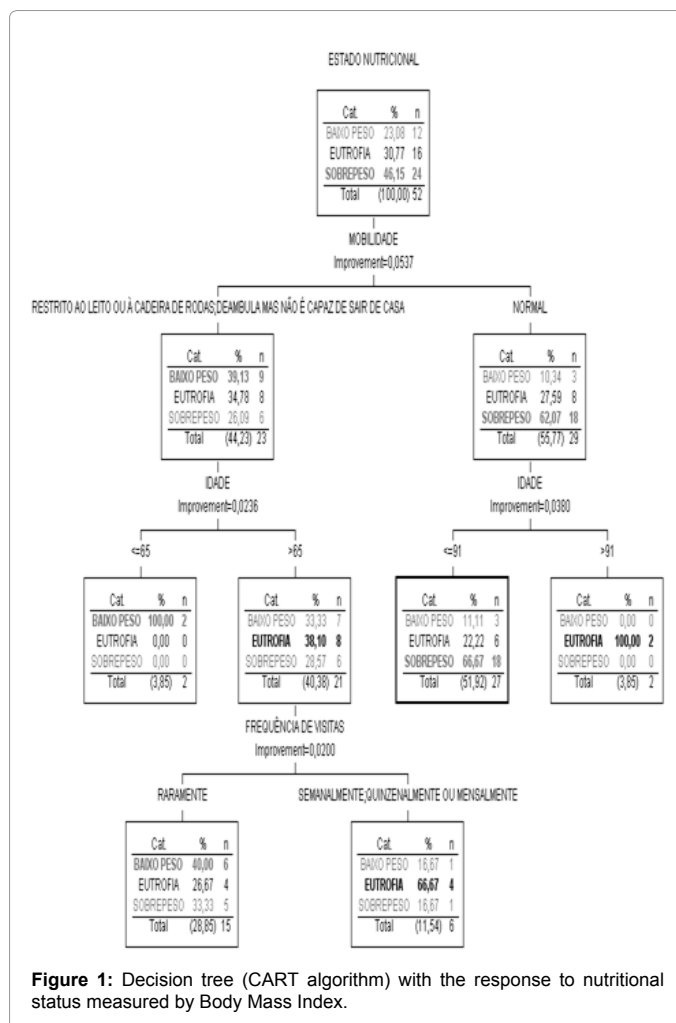 ESTADO NUTRICIONAL
Cat. % n
BAIXO PESO 23,08 12
EUTROFIA 30,77 16
SOBREPESO 46,15 24
Total (100,00) 52
MOBILIDADE
Improvement=0,0537
RESTRITO AO LEITO OU À CADEIRA DE RODAS;DEAMBULA MAS NÃO É CAPAZ DE SAIR DE CASA
NORMAL
Cat. % n
BAIXO PESO 39,13 9
EUTROFIA 34,78 8
SOBREPESO 26,09 6
Total (44,23) 23
Cat. % n
BAIXO PESO 10,34 3
EUTROFIA 27,59 8
SOBREPESO 62,07 18
Total (55,77) 29
IDADE
Improvement=0,0236
IDADE
Improvement=0,0380
<=65
>65
<=91
>91
Cat. % n
BAIXO PESO 100,00 2
EUTROFIA 0,00 0
SOBREPESO 0,00 0
Total (3,85) 2
Cat. % n
BAIXO PESO 33,33 7
EUTROFIA 38,10 8
SOBREPESO 28,57 6
Total (40,38) 21
Cat. % n
BAIXO PESO 11,11 3
EUTROFIA 22,22 6
SOBREPESO 66,67 18
Total (51,92) 27
Cat. % n
BAIXO PESO 0,00 0
EUTROFIA 100,00 2
SOBREPESO 0,00 0
Total (3,85) 2
FREQUÊNCIA DE VISITAS
Improvement=0,0200
RARAMENTE
SEMANALMENTE;QUINZENALMENTE OU MENSALMENTE
Cat. % n
BAIXO PESO 40,00 6
EUTROFIA 26,67 4
SOBREPESO 33,33 5
Total (28,85) 15
Cat. % n
BAIXO PESO 16,67 1
EUTROFIA 66,67 4
SOBREPESO 16,67 1
Total (11,54) 6
Figure 1: Decision tree (CART algorithm) with the response to nutritional
status measured by Body Mass Index.